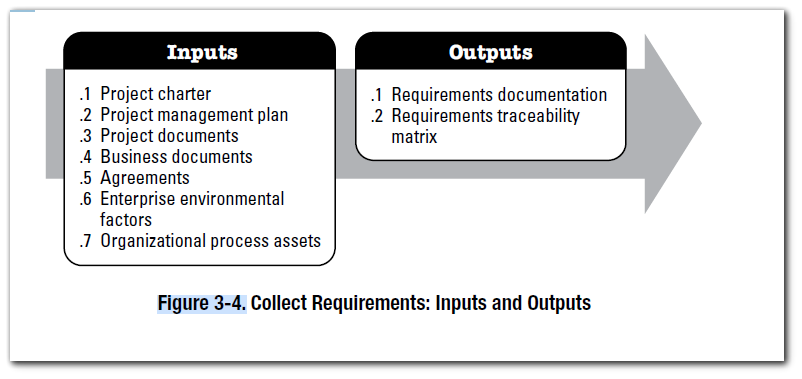 Inputs
.1 Project charter
.2 Project management plan
.3 Project documents
.4 Business documents
.5 Agreements
.6 Enterprise environmental
factors
.7 Organizational process assets
Outputs
.1 Requirements documentation
.2 Requirements traceability
matrix
Figure 3-4. Collect Requirements: Inputs and Outputs